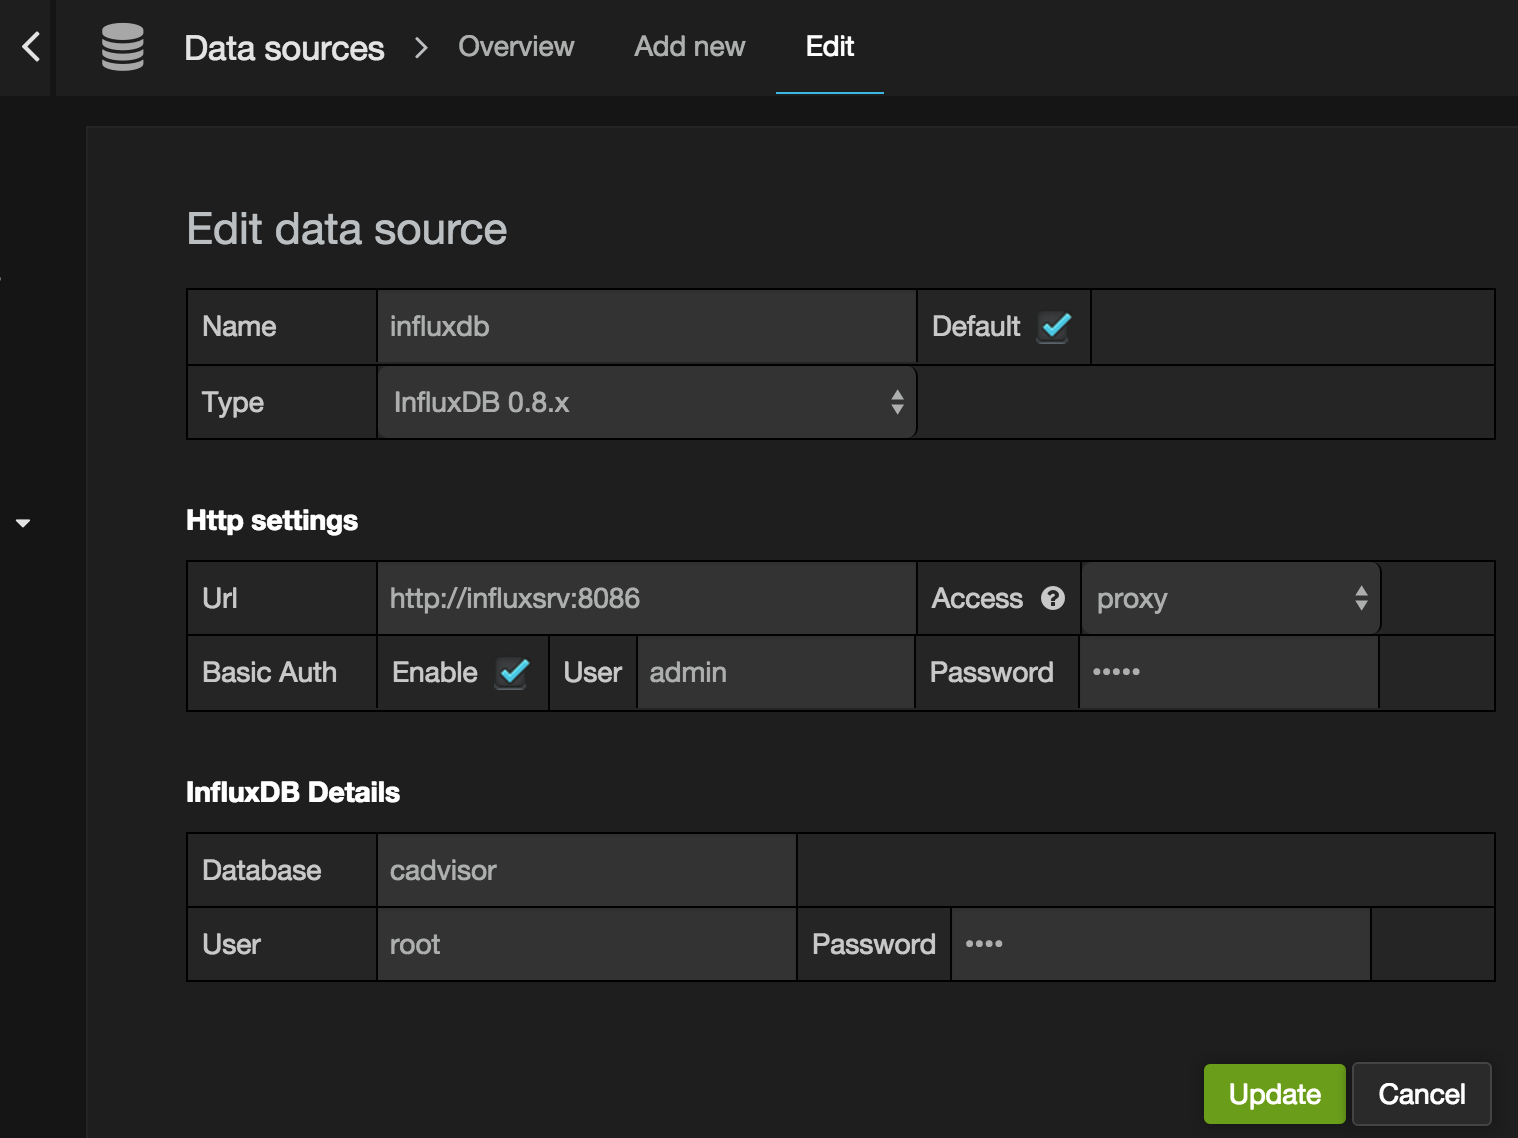 Data sources > Overview Add new Edit
Edit data source
Name influxdb Default
Type InfluxDB 0.8.x
Http settings
Url http://influxsrv:8086 Access ? proxy
Basic Auth Enable User admin Password •••••
InfluxDB Details
Database cadvisor
User root Password ••••
Update Cancel